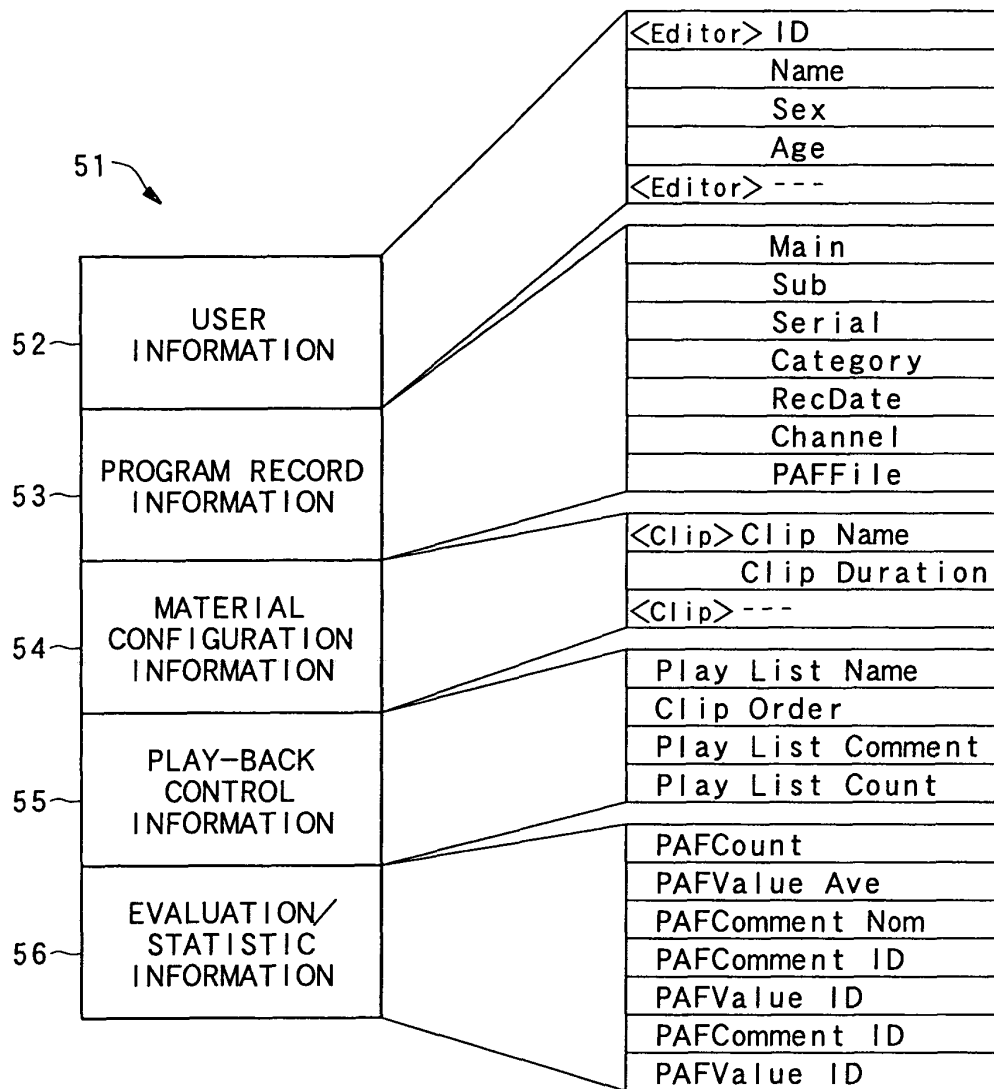 51
52
USER
INFORMATION
53
PROGRAM RECORD
INFORMATION
54
MATERIAL
CONFIGURATION
INFORMATION
55
PLAY-BACK
CONTROL
INFORMATION
56
EVALUATION/
STATISTIC
INFORMATION
<Editor> ID
Name
Sex
Age
<Editor> ---
Main
Sub
Serial
Category
RecDate
Channel
PAFFile
<Clip> Clip Name
Clip Duration
<Clip> ---
Play List Name
Clip Order
Play List Comment
Play List Count
PAFCount
PAFValue Ave
PAFComment Nom
PAFComment ID
PAFValue ID
PAFComment ID
PAFValue ID